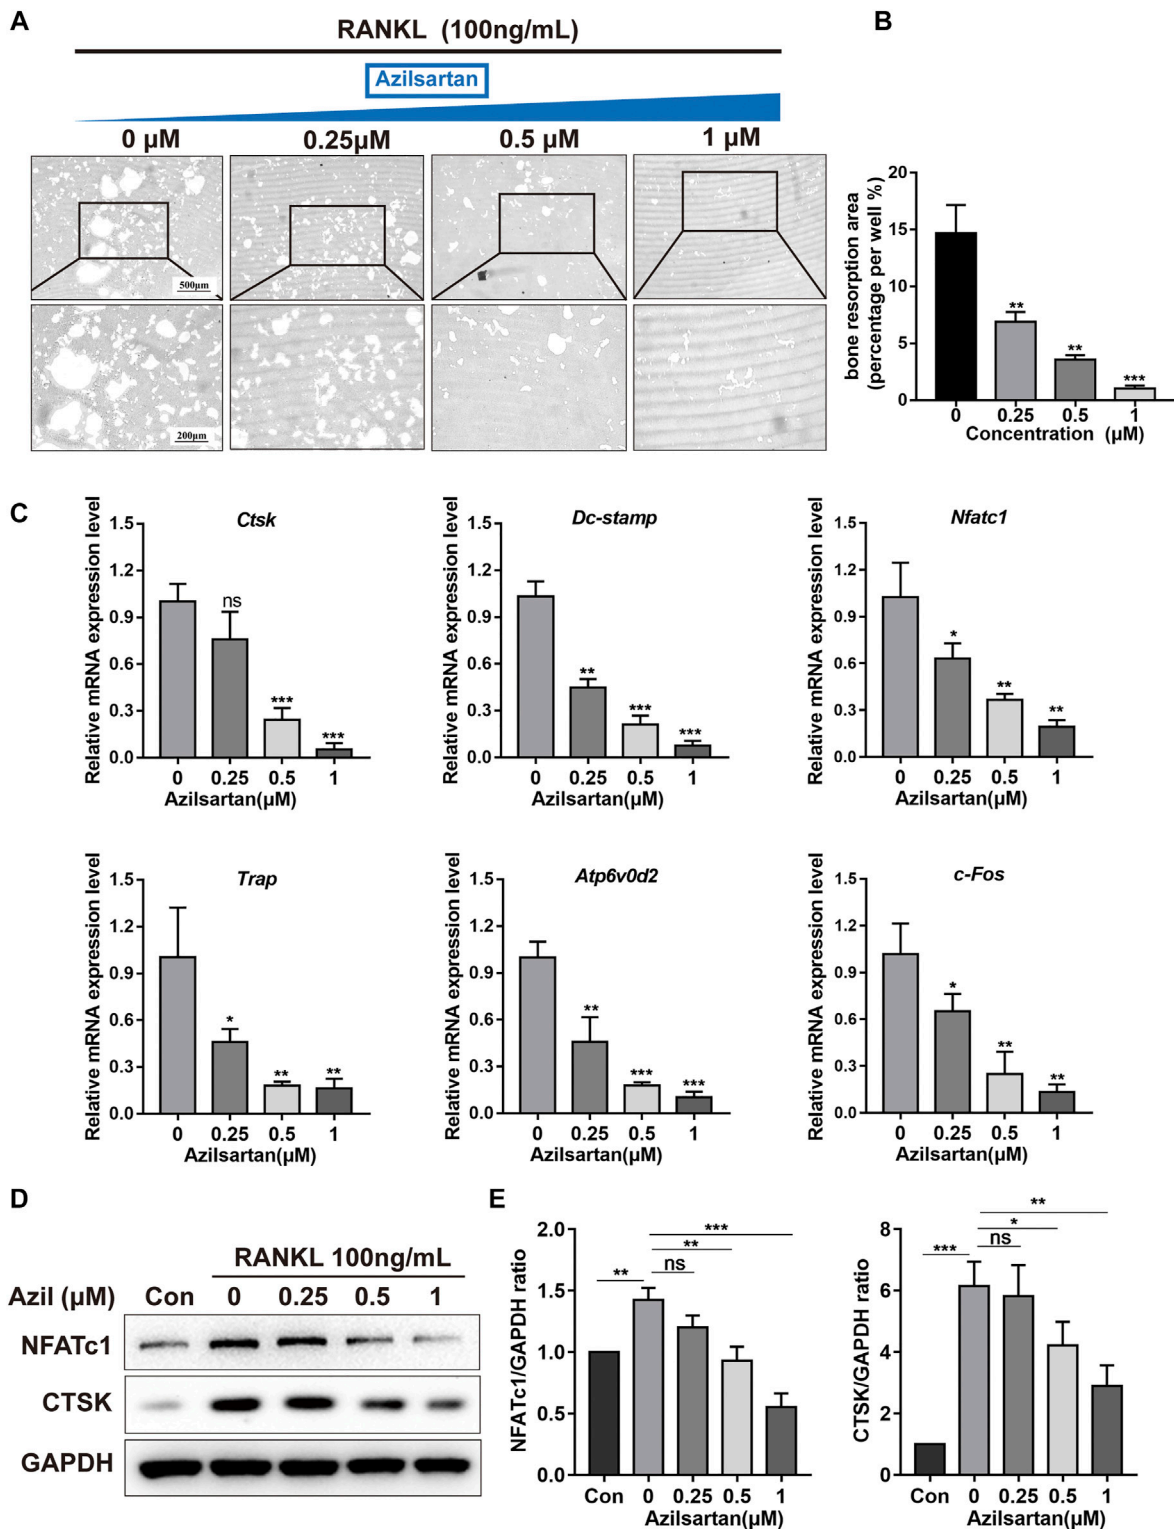 A
RANKL (100ng/mL)
Azilsartan
0 μM 0.25μM 0.5 μM 1 μM
500μm
200μm
B
bone resorption area
(percentage per well %)
20
15
10
5
0
**
**
***
0 0.25 0.5 1
Concentration (μM)
C
Relative mRNA expression level
Ctsk
1.5
1.2
0.9
0.6
0.3
0.0
ns
***
***
0 0.25 0.5 1
Azilsartan(μM)
Relative mRNA expression level
Dc-stamp
1.5
1.2
0.9
0.6
0.3
0.0
**
***
***
0 0.25 0.5 1
Azilsartan(μM)
Relative mRNA expression level
Nfatc1
1.5
1.2
0.9
0.6
0.3
0.0
*
**
**
0 0.25 0.5 1
Azilsartan(μM)
Relative mRNA expression level
Trap
1.5
1.2
0.9
0.6
0.3
0.0
*
**
**
0 0.25 0.5 1
Azilsartan(μM)
Relative mRNA expression level
Atp6v0d2
1.5
1.2
0.9
0.6
0.3
0.0
**
***
***
0 0.25 0.5 1
Azilsartan(μM)
Relative mRNA expression level
c-Fos
1.5
1.2
0.9
0.6
0.3
0.0
*
**
**
0 0.25 0.5 1
Azilsartan(μM)
D
RANKL 100ng/mL
Azil (μM) Con 0 0.25 0.5 1
NFATc1
CTSK
GAPDH
E
NFATc1/GAPDH ratio
2.0
1.5
1.0
0.5
0.0
***
**
** ns
Con 0 0.25 0.5 1
Azilsartan(μM)
CTSK/GAPDH ratio
8
6
4
2
0
**
*
*** ns
Con 0 0.25 0.5 1
Azilsartan(μM)